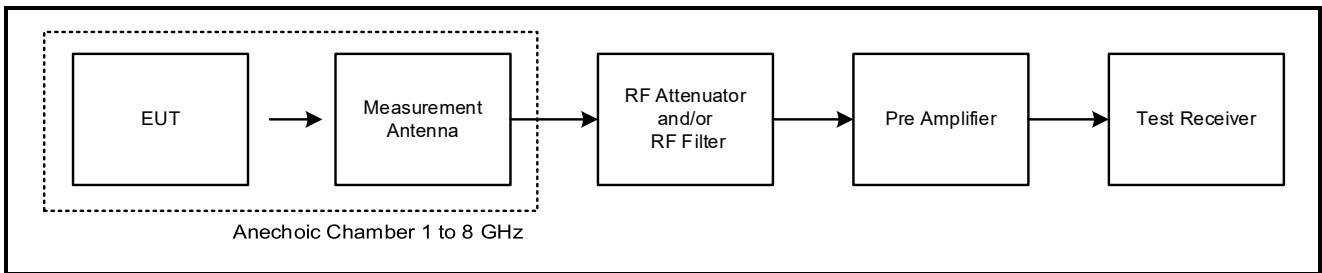 EUT
Measurement
Antenna
RF Attenuator
and/or
RF Filter
Pre Amplifier
Test Receiver
Anechoic Chamber 1 to 8 GHz